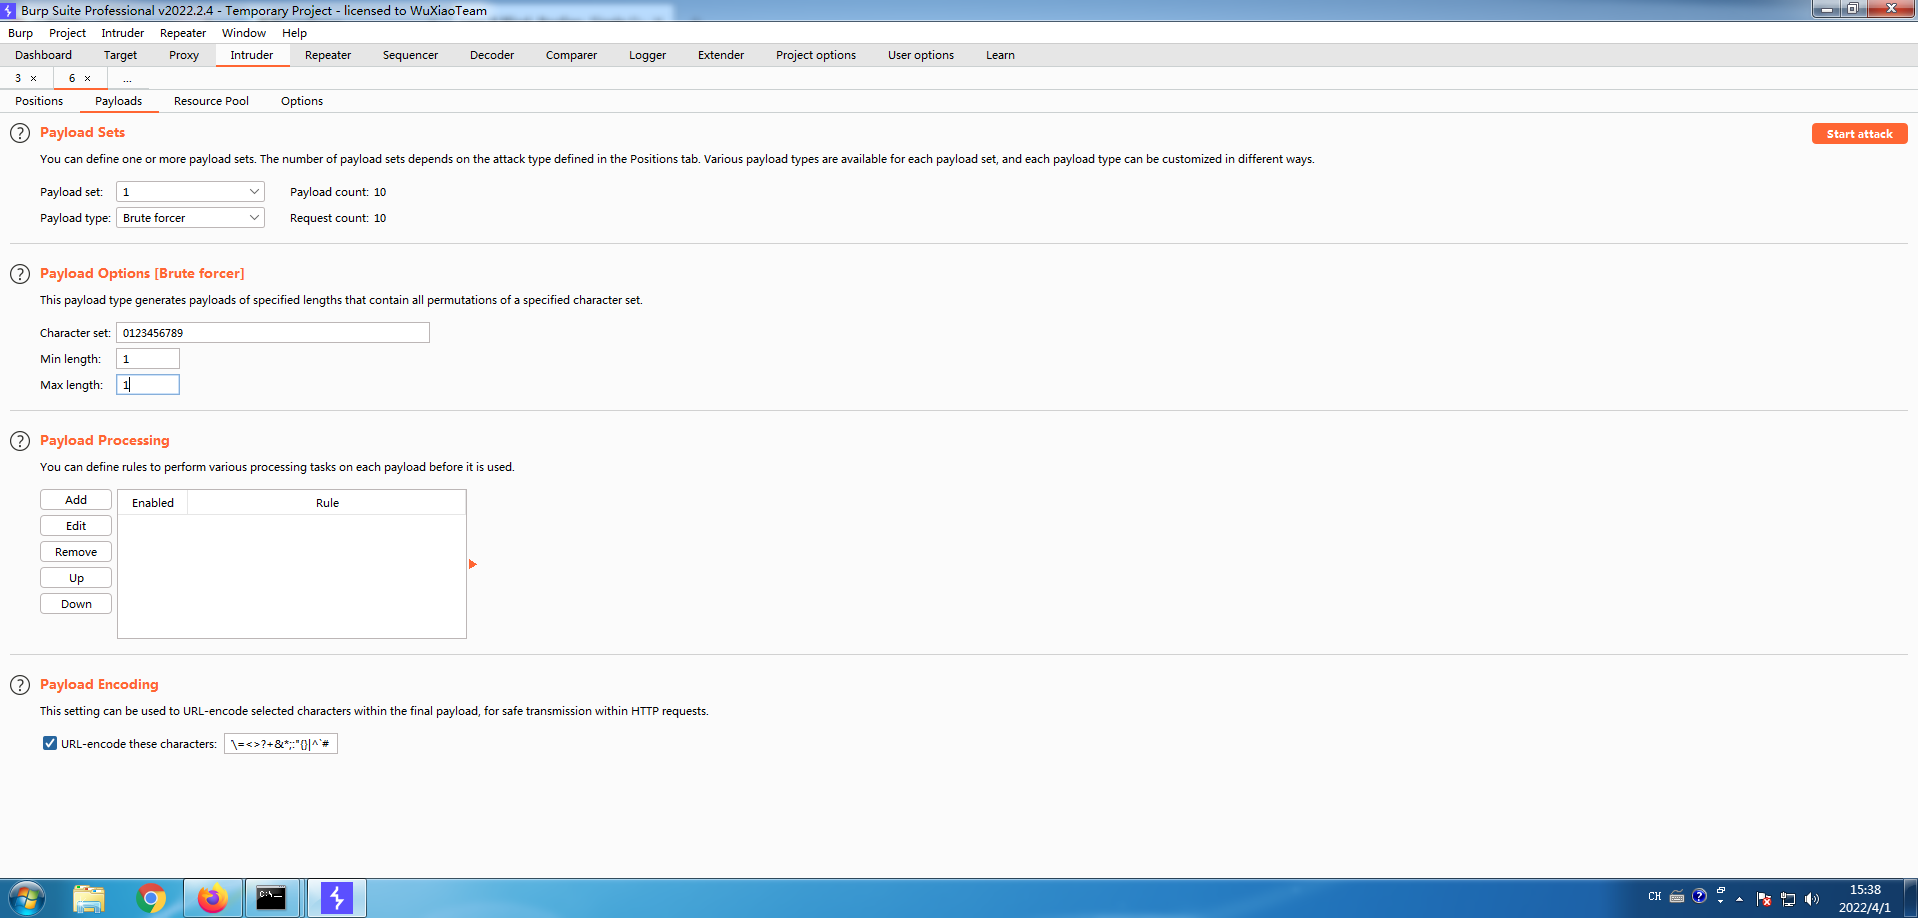 Burp Suite Professional v2022.2.4 - Temporary Project - licensed to WuXiaoTeam
Burp Project Intruder Repeater Window Help
Dashboard Target Proxy Intruder Repeater Sequencer Decoder Comparer Logger Extender Project options User options Learn
3 × 6 × ...
Positions Payloads Resource Pool Options
? Payload Sets Start attack
You can define one or more payload sets. The number of payload sets depends on the attack type defined in the Positions tab. Various payload types are available for each payload set, and each payload type can be customized in different ways.
Payload set: 1 Payload count: 10
Payload type: Brute forcer Request count: 10
? Payload Options [Brute forcer]
This payload type generates payloads of specified lengths that contain all permutations of a specified character set.
Character set: 0123456789
Min length: 1
Max length: 1
? Payload Processing
You can define rules to perform various processing tasks on each payload before it is used.
Add Enabled Rule
Edit
Remove
Up
Down
? Payload Encoding
This setting can be used to URL-encode selected characters within the final payload, for safe transmission within HTTP requests.
URL-encode these characters: \=<>?+&*;:"{}|^`#
C:\_ CH ? 15:38
2022/4/1